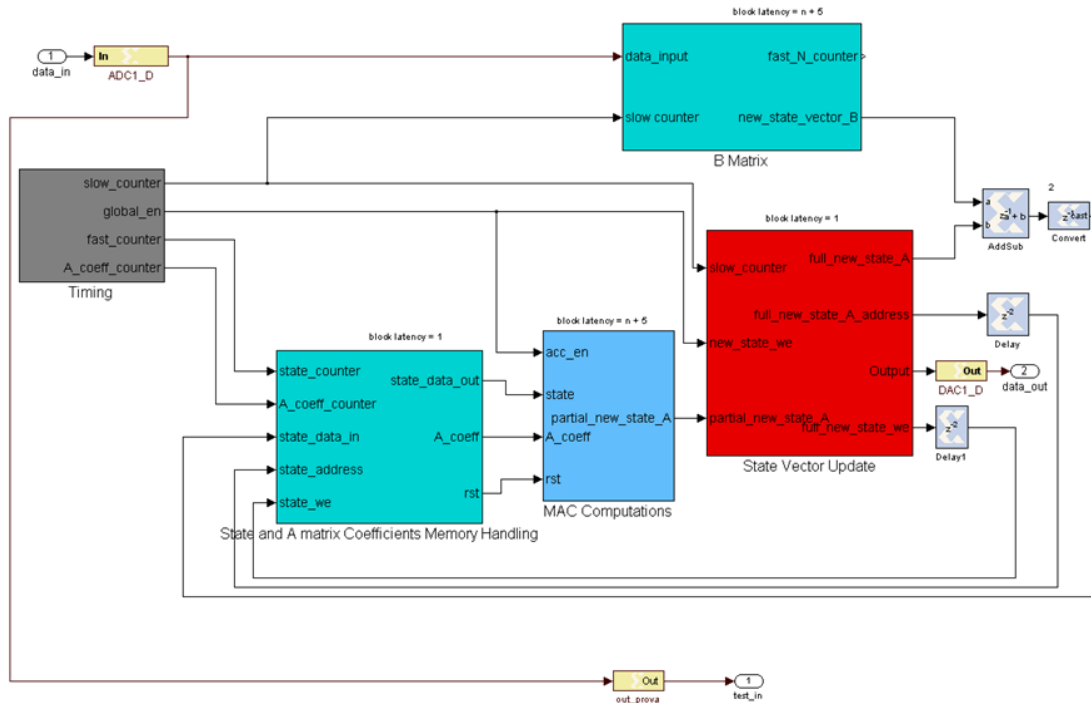 block latency = n + 5
1
data_in
In
ADC1_D
data_input
fast_N_counter
slow counter
new_state_vector_B
B Matrix
slow_counter
global_en
fast_counter
A_coeff_counter
Timing
2
a
b
AddSub
Convert
block latency = 1
slow_counter
full_new_state_A
full_new_state_A_address
new_state_we
Output
partial_new_state_A
full_new_state_we
State Vector Update
z⁻²
Delay
Out
DAC1_D
2
data_out
z⁻²
Delay1
block latency = 1
state_counter
state_data_out
A_coeff_counter
state_data_in
A_coeff
state_address
rst
state_we
State and A matrix Coefficients Memory Handling
block latency = n + 5
acc_en
state
partial_new_state_A
A_coeff
rst
MAC Computations
Out
out_prova
1
test_in